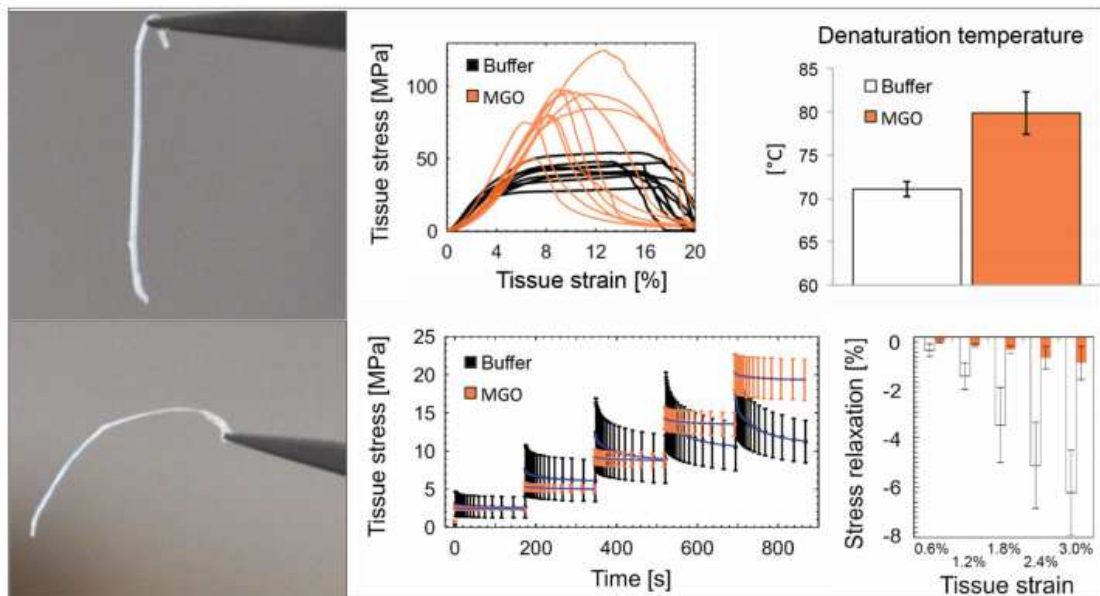 Tissue stress [MPa]
100
50
0
Buffer
MGO
0 4 8 12 16 20
Tissue strain [%]
Denaturation temperature
[°C]
85
80
75
70
65
60
Buffer
MGO
Tissue stress [MPa]
25
20
15
10
5
0
Buffer
MGO
0 200 400 600 800
Time [s]
Stress relaxation [%]
0
-2
-4
-6
-8
0.6% 1.8% 3.0%
1.2% 2.4%
Tissue strain